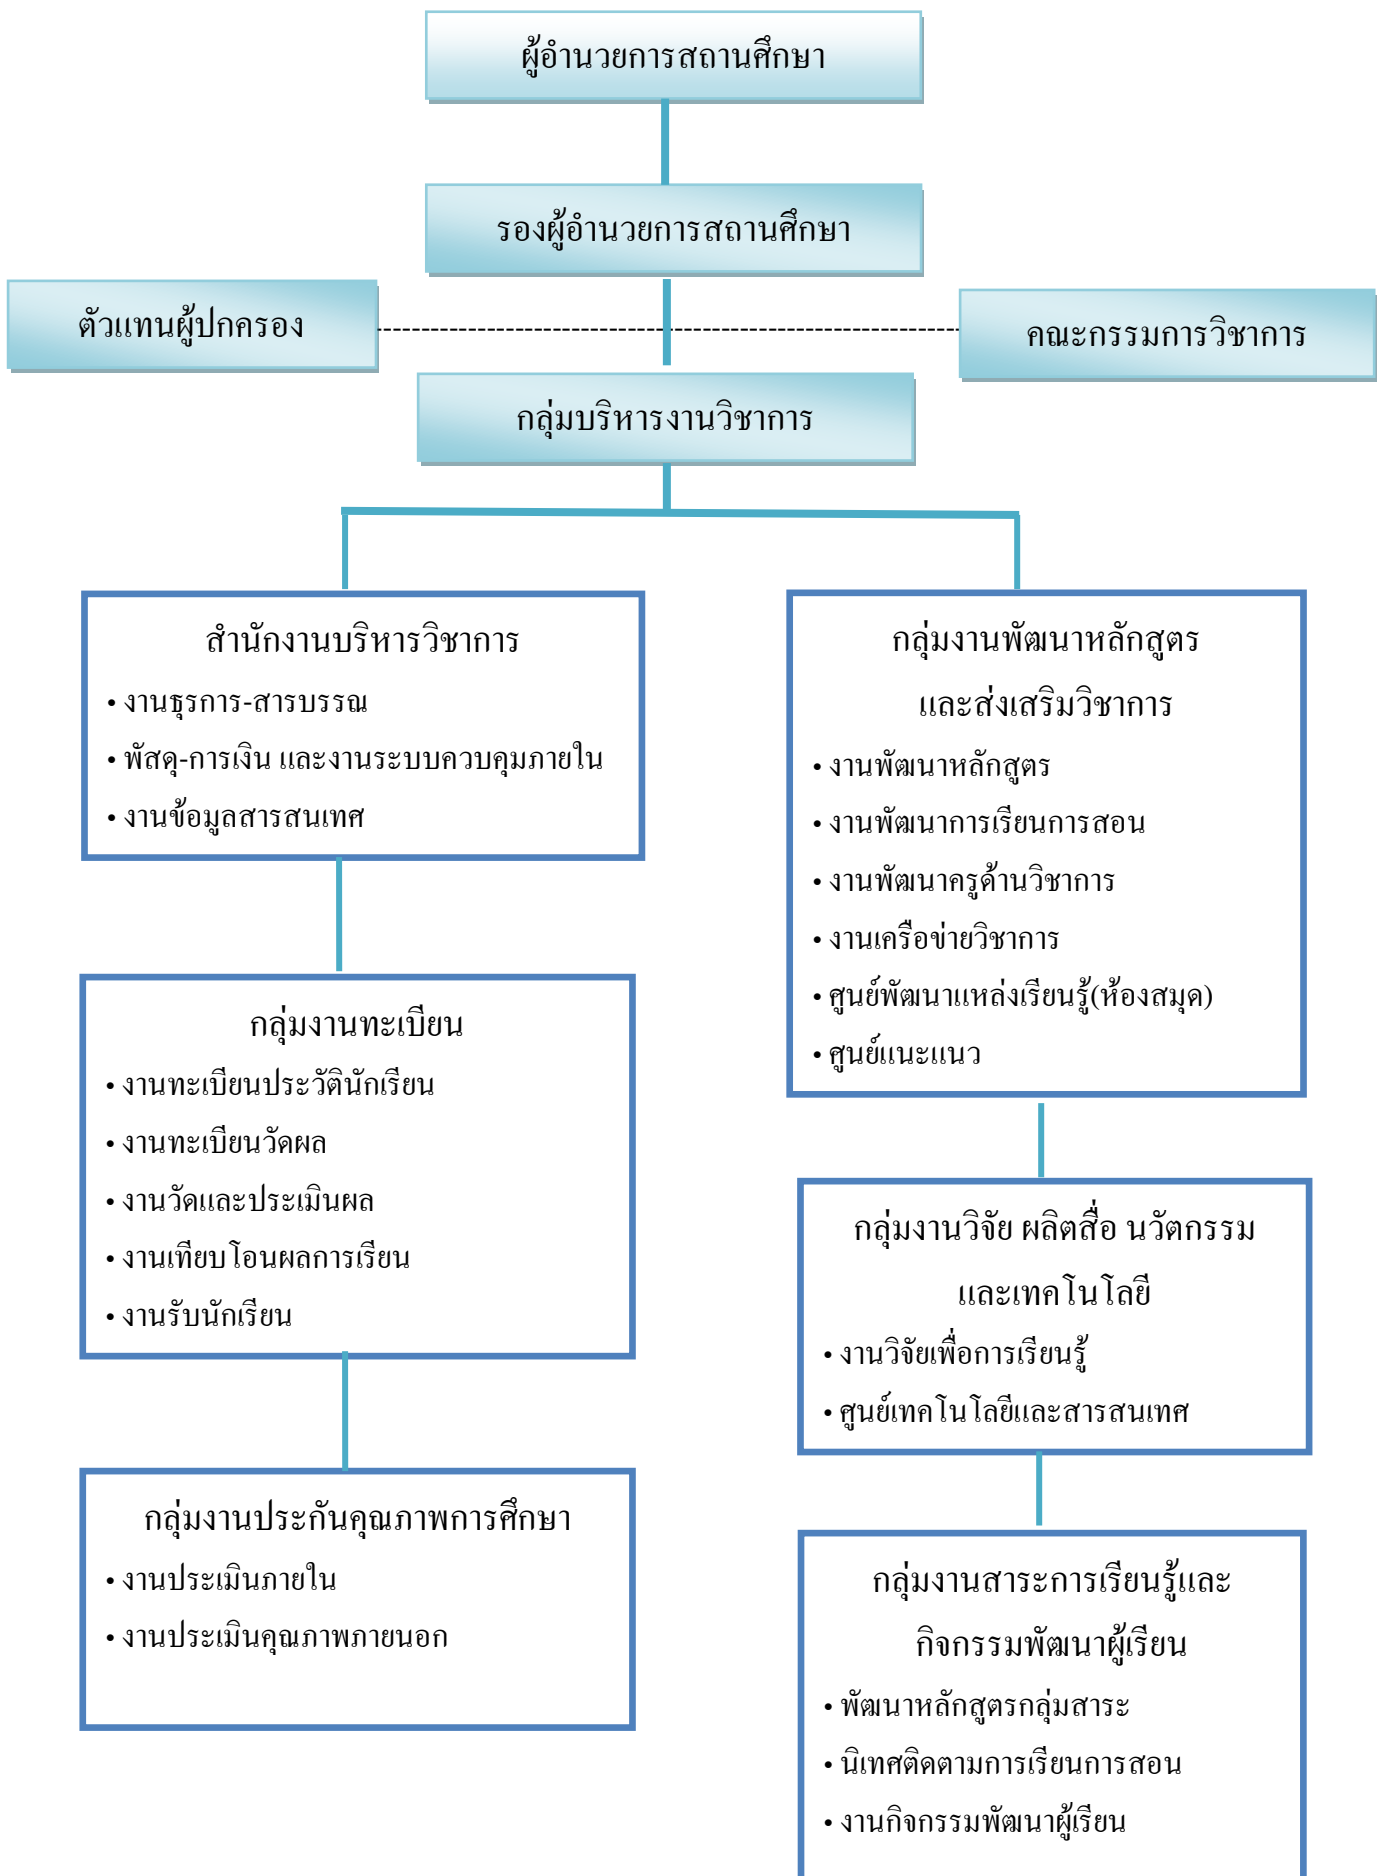 ผู้อำนวยการสถานศึกษา
รองผู้อำนวยการสถานศึกษา
ตัวแทนผู้ปกครอง
คณะกรรมการวิชาการ
กลุ่มบริหารงานวิชาการ
สำนักงานบริหารวิชาการ
• งานธุรการ-สารบรรณ
• พัสดุ-การเงิน และงานระบบควบคุมภายใน
• งานข้อมูลสารสนเทศ
กลุ่มงานทะเบียน
• งานทะเบียนประวัตินักเรียน
• งานทะเบียนวัดผล
• งานวัดและประเมินผล
• งานเทียบโอนผลการเรียน
• งานรับนักเรียน
กลุ่มงานประกันคุณภาพการศึกษา
• งานประเมินภายใน
• งานประเมินคุณภาพภายนอก
กลุ่มงานพัฒนาหลักสูตร
และส่งเสริมวิชาการ
• งานพัฒนาหลักสูตร
• งานพัฒนาการเรียนการสอน
• งานพัฒนาครูด้านวิชาการ
• งานเครือข่ายวิชาการ
• ศูนย์พัฒนาแหล่งเรียนรู้(ห้องสมุด)
• ศูนย์แนะแนว
กลุ่มงานวิจัย ผลิตสื่อ นวัตกรรม
และเทคโนโลยี
• งานวิจัยเพื่อการเรียนรู้
• ศูนย์เทคโนโลยีและสารสนเทศ
กลุ่มงานสาระการเรียนรู้และ
กิจกรรมพัฒนาผู้เรียน
• พัฒนาหลักสูตรกลุ่มสาระ
• นิเทศติดตามการเรียนการสอน
• งานกิจกรรมพัฒนาผู้เรียน